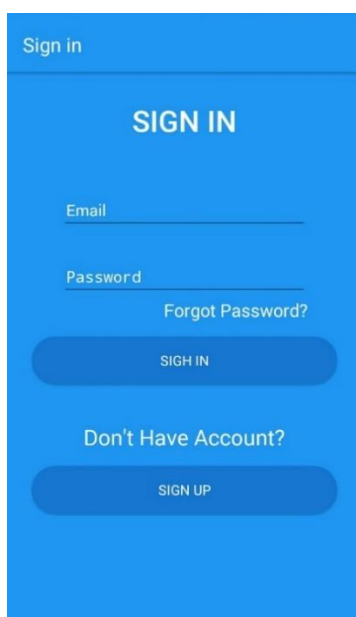 Sign in
SIGN IN
Email
Password
Forgot Password?
SIGH IN
Don't Have Account?
SIGN UP